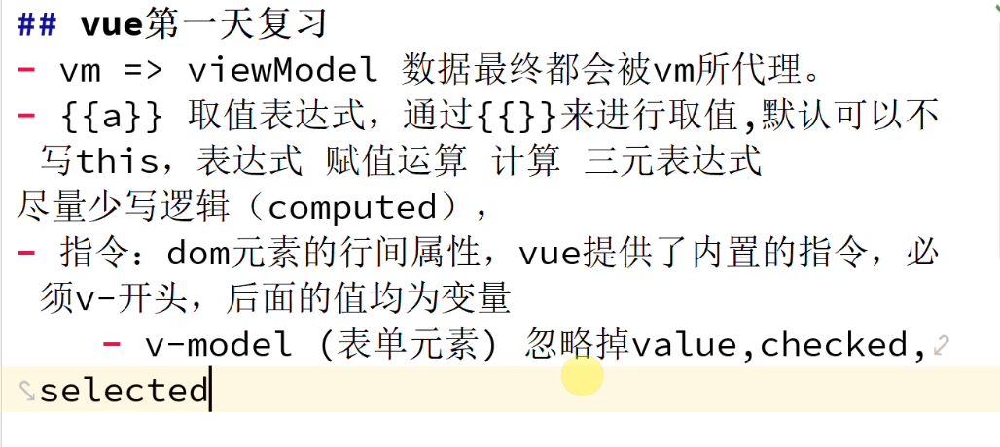 ## vue第一天复习
- vm => viewModel 数据最终都会被vm所代理。
- {{a}} 取值表达式，通过{{}}来进行取值,默认可以不
写this，表达式 赋值运算 计算 三元表达式
尽量少写逻辑（computed），
- 指令：dom元素的行间属性，vue提供了内置的指令，必
须v-开头，后面的值均为变量
- v-model (表单元素) 忽略掉value,checked,
selected